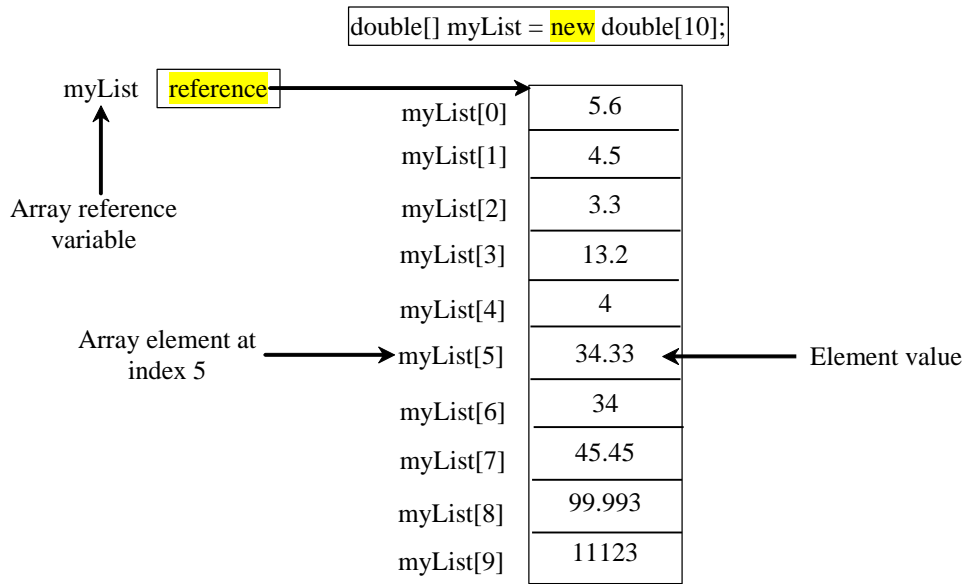 double[] myList = new double[10];
myList reference
myList[0] 5.6
myList[1] 4.5
Array reference
variable
myList[2] 3.3
myList[3] 13.2
myList[4] 4
Array element at
index 5
myList[5] 34.33 Element value
myList[6] 34
myList[7] 45.45
myList[8] 99.993
myList[9] 11123